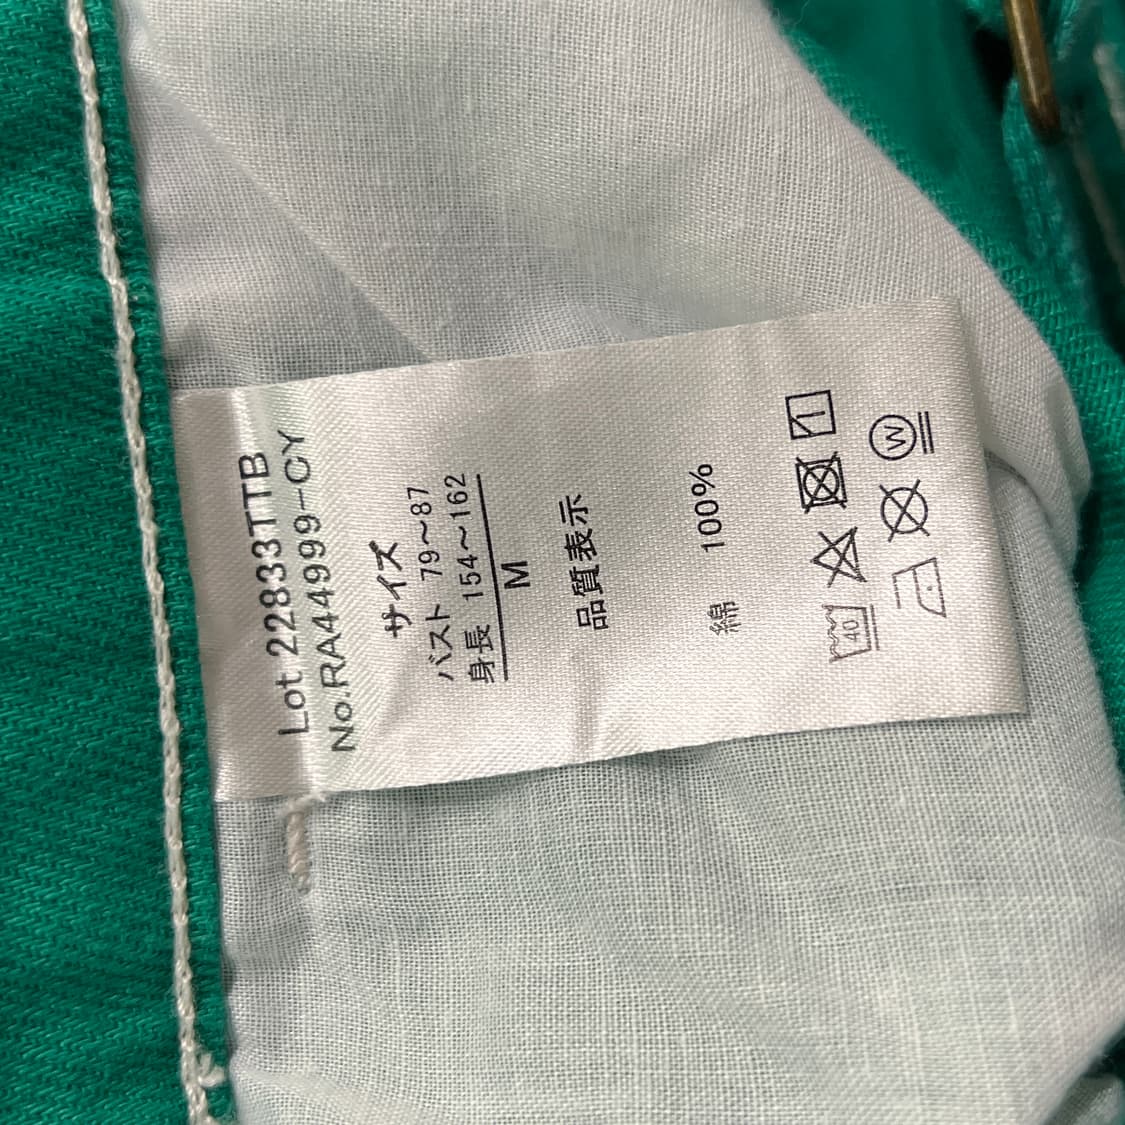 Lot 22833TTB
No.RA44999-CY
サイズ
バスト 79～87
身長 154～162
M
品質表示
綿 100%
40
W